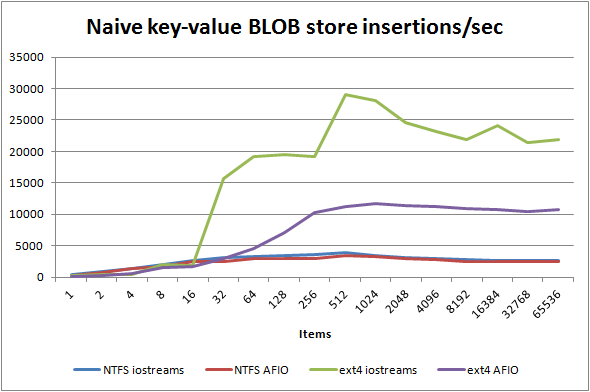 Naive key-value BLOB store insertions/sec
35000
30000
25000
20000
15000
10000
5000
0
1 2 4 8 16 32 64 128 256 512 1024 2048 4096 8192 16384 32768 65536
Items
NTFS iostreams NTFS AFIO ext4 iostreams ext4 AFIO